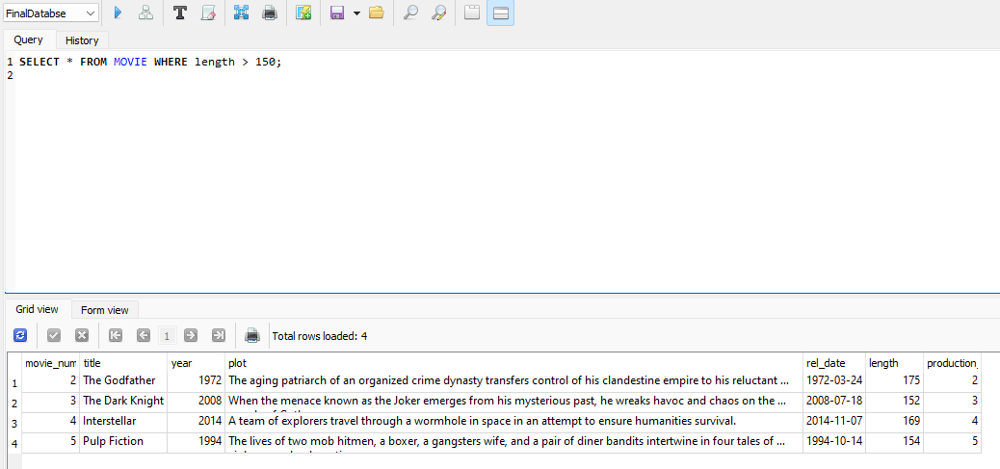 FinalDatabse
Query History
1 SELECT * FROM MOVIE WHERE length > 150;
2
Grid view Form view
1 Total rows loaded: 4
movie_num title year plot rel_date length production_
1 2 The Godfather 1972 The aging patriarch of an organized crime dynasty transfers control of his clandestine empire to his reluctant ... 1972-03-24 175 2
2 3 The Dark Knight 2008 When the menace known as the Joker emerges from his mysterious past, he wreaks havoc and chaos on the ... 2008-07-18 152 3
3 4 Interstellar 2014 A team of explorers travel through a wormhole in space in an attempt to ensure humanities survival. 2014-11-07 169 4
4 5 Pulp Fiction 1994 The lives of two mob hitmen, a boxer, a gangsters wife, and a pair of diner bandits intertwine in four tales of ... 1994-10-14 154 5